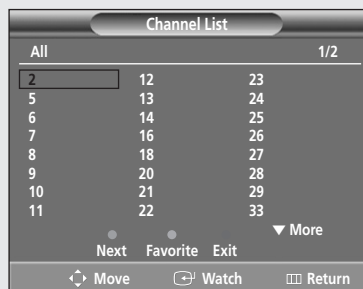 Channel List
All 1/2
2 12 23
5 13 24
6 14 25
7 16 26
8 18 27
9 20 28
10 21 29
11 22 33
▼ More
Next Favorite Exit
Move Watch Return